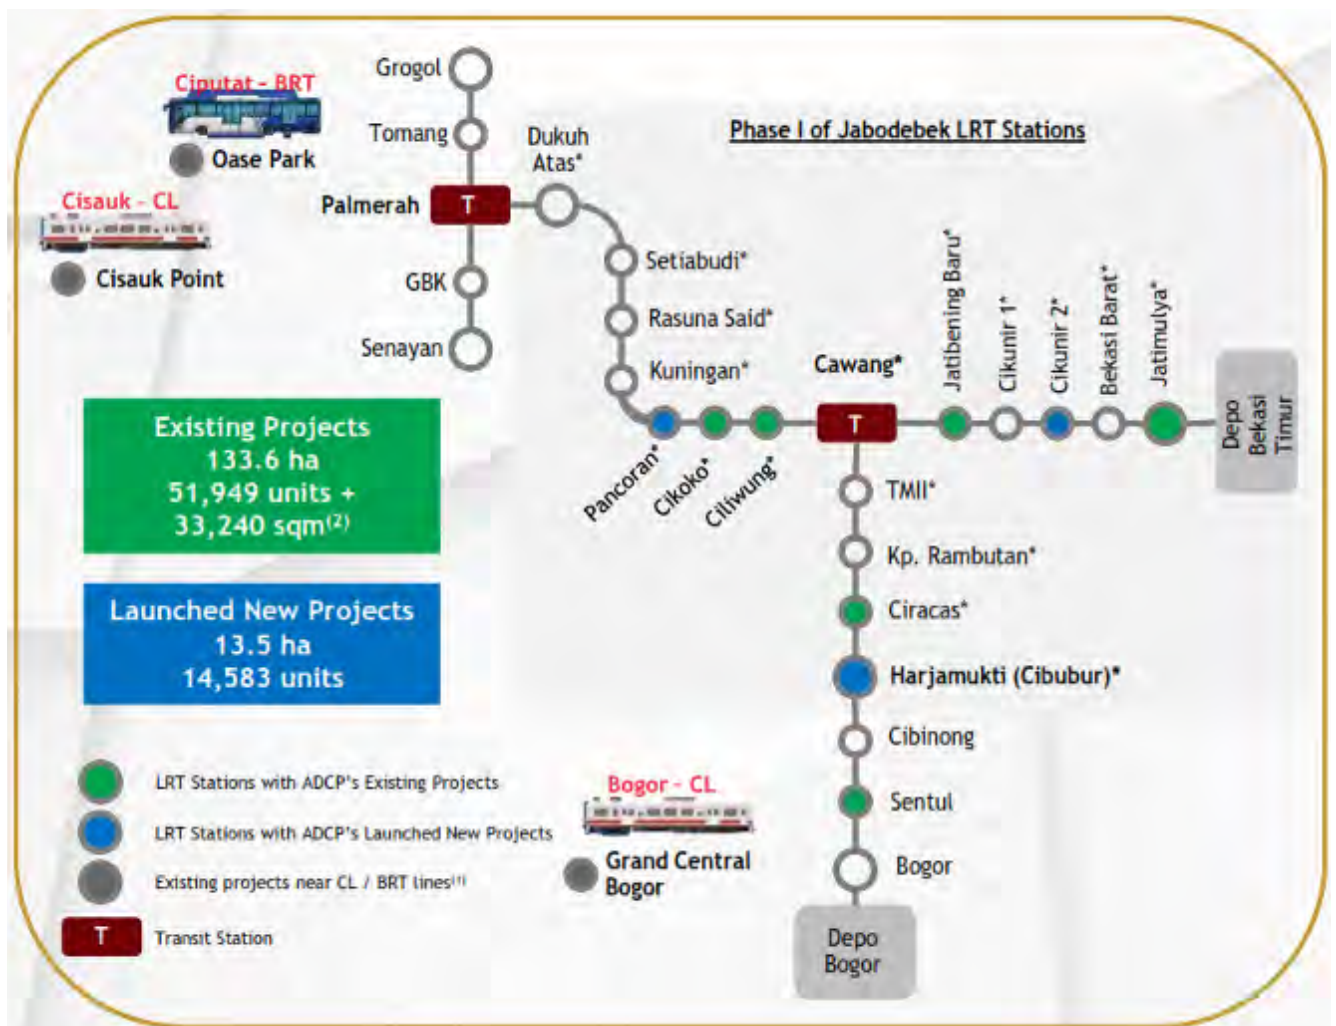 Ciputat - BRT
Oase Park
Cisauk - CL
Cisauk Point
Grogol
Tomang
Palmerah
T
GBK
Senayan
Dukuh
Atas*
Phase I of Jabodebek LRT Stations
Setiabudi*
Rasuna Said*
Kuningan*
Pancoran*
Cikoko*
Ciliwung*
Cawang*
T
Jatibening Baru*
Cikunir 1*
Cikunir 2*
Bekasi Barat*
Jatimulya*
Depo
Bekasi
Timur
TMII*
Kp. Rambutan*
Ciracas*
Harjamukti (Cibubur)*
Cibinong
Sentul
Bogor
Depo
Bogor
Existing Projects
133.6 ha
51,949 units +
33,240 sqm(2)
Launched New Projects
13.5 ha
14,583 units
LRT Stations with ADCP's Existing Projects
LRT Stations with ADCP's Launched New Projects
Existing projects near CL / BRT lines(1)
T
Transit Station
Bogor - CL
Grand Central
Bogor